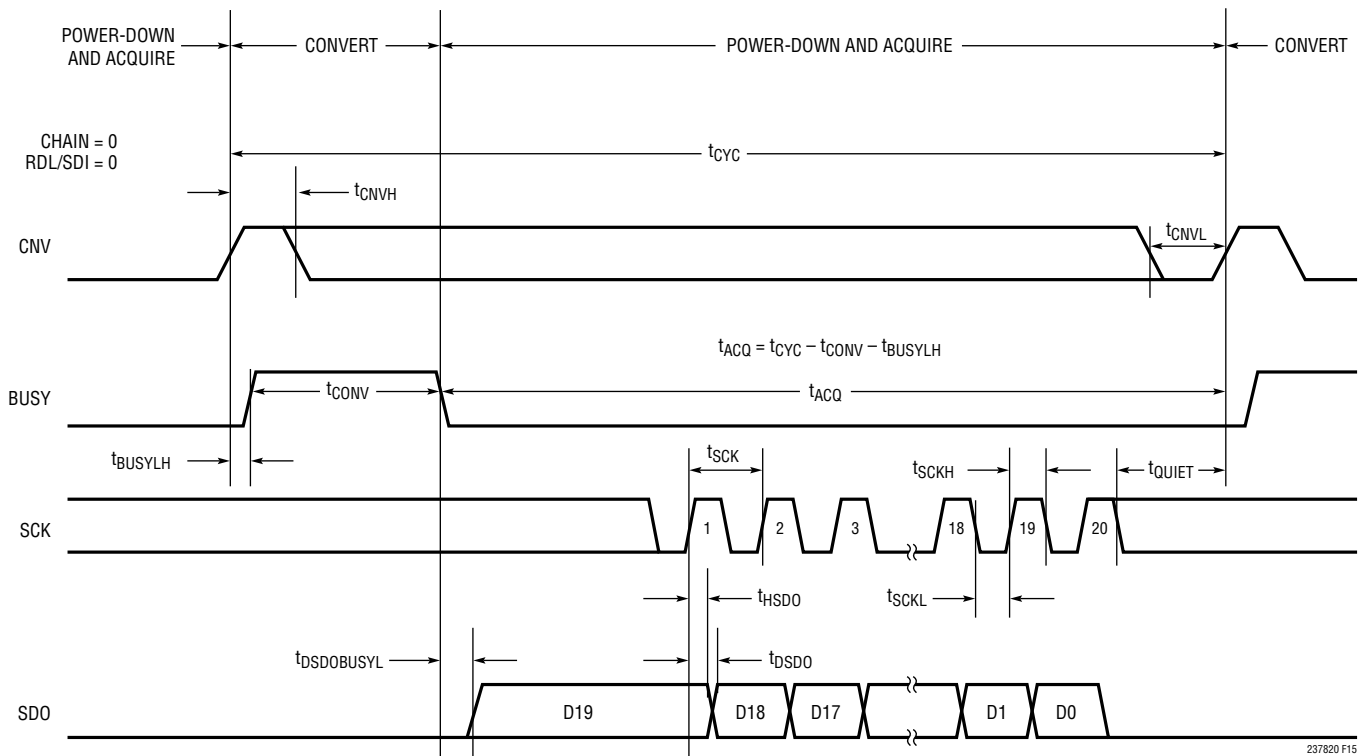 POWER-DOWN
AND ACQUIRE
CONVERT
POWER-DOWN AND ACQUIRE
CONVERT
CHAIN = 0
RDL/SDI = 0
tCYC
tCNVH
CNV
tCNVL
tACQ = tCYC – tCONV – tBUSYLH
BUSY
tCONV
tACQ
tBUSYLH
tSCK
tSCKH
tQUIET
SCK
1
2
3
18
19
20
tHSDO
tSCKL
tDSDOBUSYL
tDSDO
SDO
D19
D18
D17
D1
D0
237820 F15